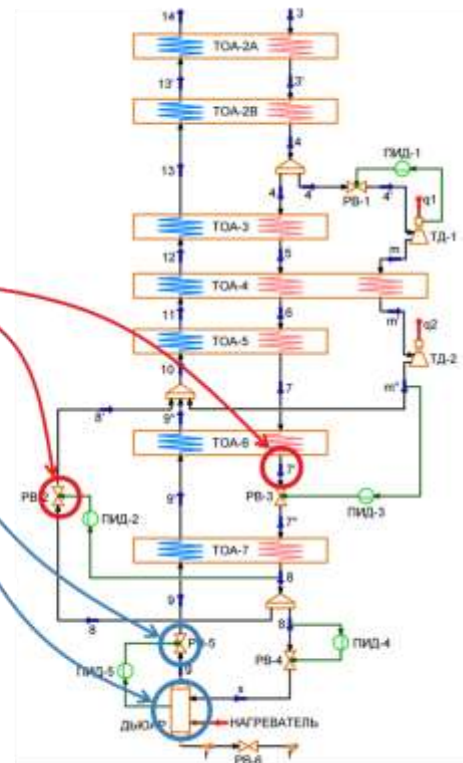 14 3
ТОА-2А
13' 3'
ТОА-2В
4
ПИД-1
13
4 4' 4'
q1
РВ-1
ТОА-3
ТД-1
12 5 m
ТОА-4
11 6 m'
q2
ТОА-5
ТД-2
10
8' 9" 7 m"
ТОА-6
7'
РВ-2 РВ-3
ПИД-2 9' ПИД-3
7"
ТОА-7
8
9
8 8
ПИД-4
РВ-5
РВ-4
ПИД-5 g
x
ДЬЮАР НАГРЕВАТЕЛЬ
РВ-6